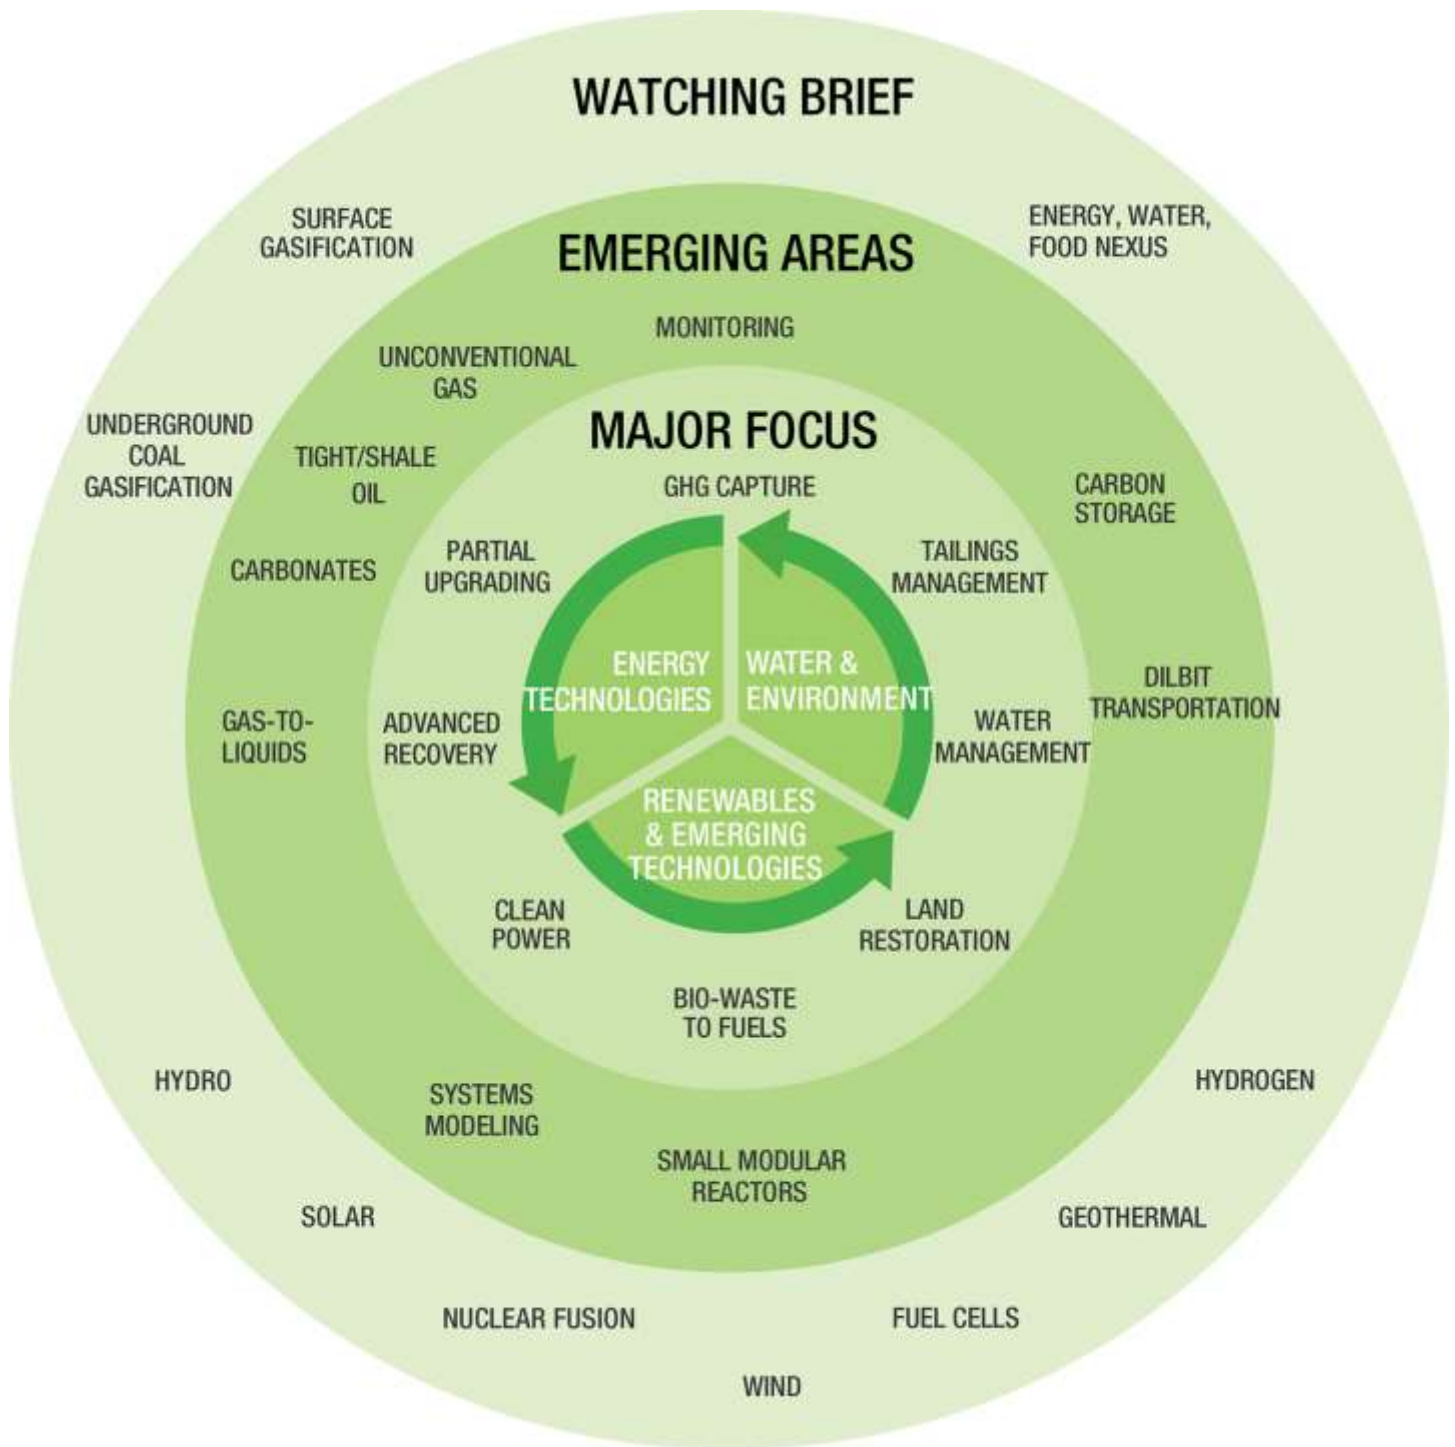 WATCHING BRIEF
SURFACE
GASIFICATION
ENERGY, WATER,
FOOD NEXUS
UNDERGROUND
COAL
GASIFICATION
HYDRO
SOLAR
NUCLEAR FUSION
WIND
FUEL CELLS
GEOTHERMAL
HYDROGEN
EMERGING AREAS
MONITORING
UNCONVENTIONAL
GAS
TIGHT/SHALE
OIL
CARBONATES
GAS-TO-
LIQUIDS
SYSTEMS
MODELING
SMALL MODULAR
REACTORS
CARBON
STORAGE
DILBIT
TRANSPORTATION
MAJOR FOCUS
GHG CAPTURE
PARTIAL
UPGRADING
ADVANCED
RECOVERY
CLEAN
POWER
BIO-WASTE
TO FUELS
LAND
RESTORATION
WATER
MANAGEMENT
TAILINGS
MANAGEMENT
ENERGY
TECHNOLOGIES
WATER &
ENVIRONMENT
RENEWABLES
& EMERGING
TECHNOLOGIES